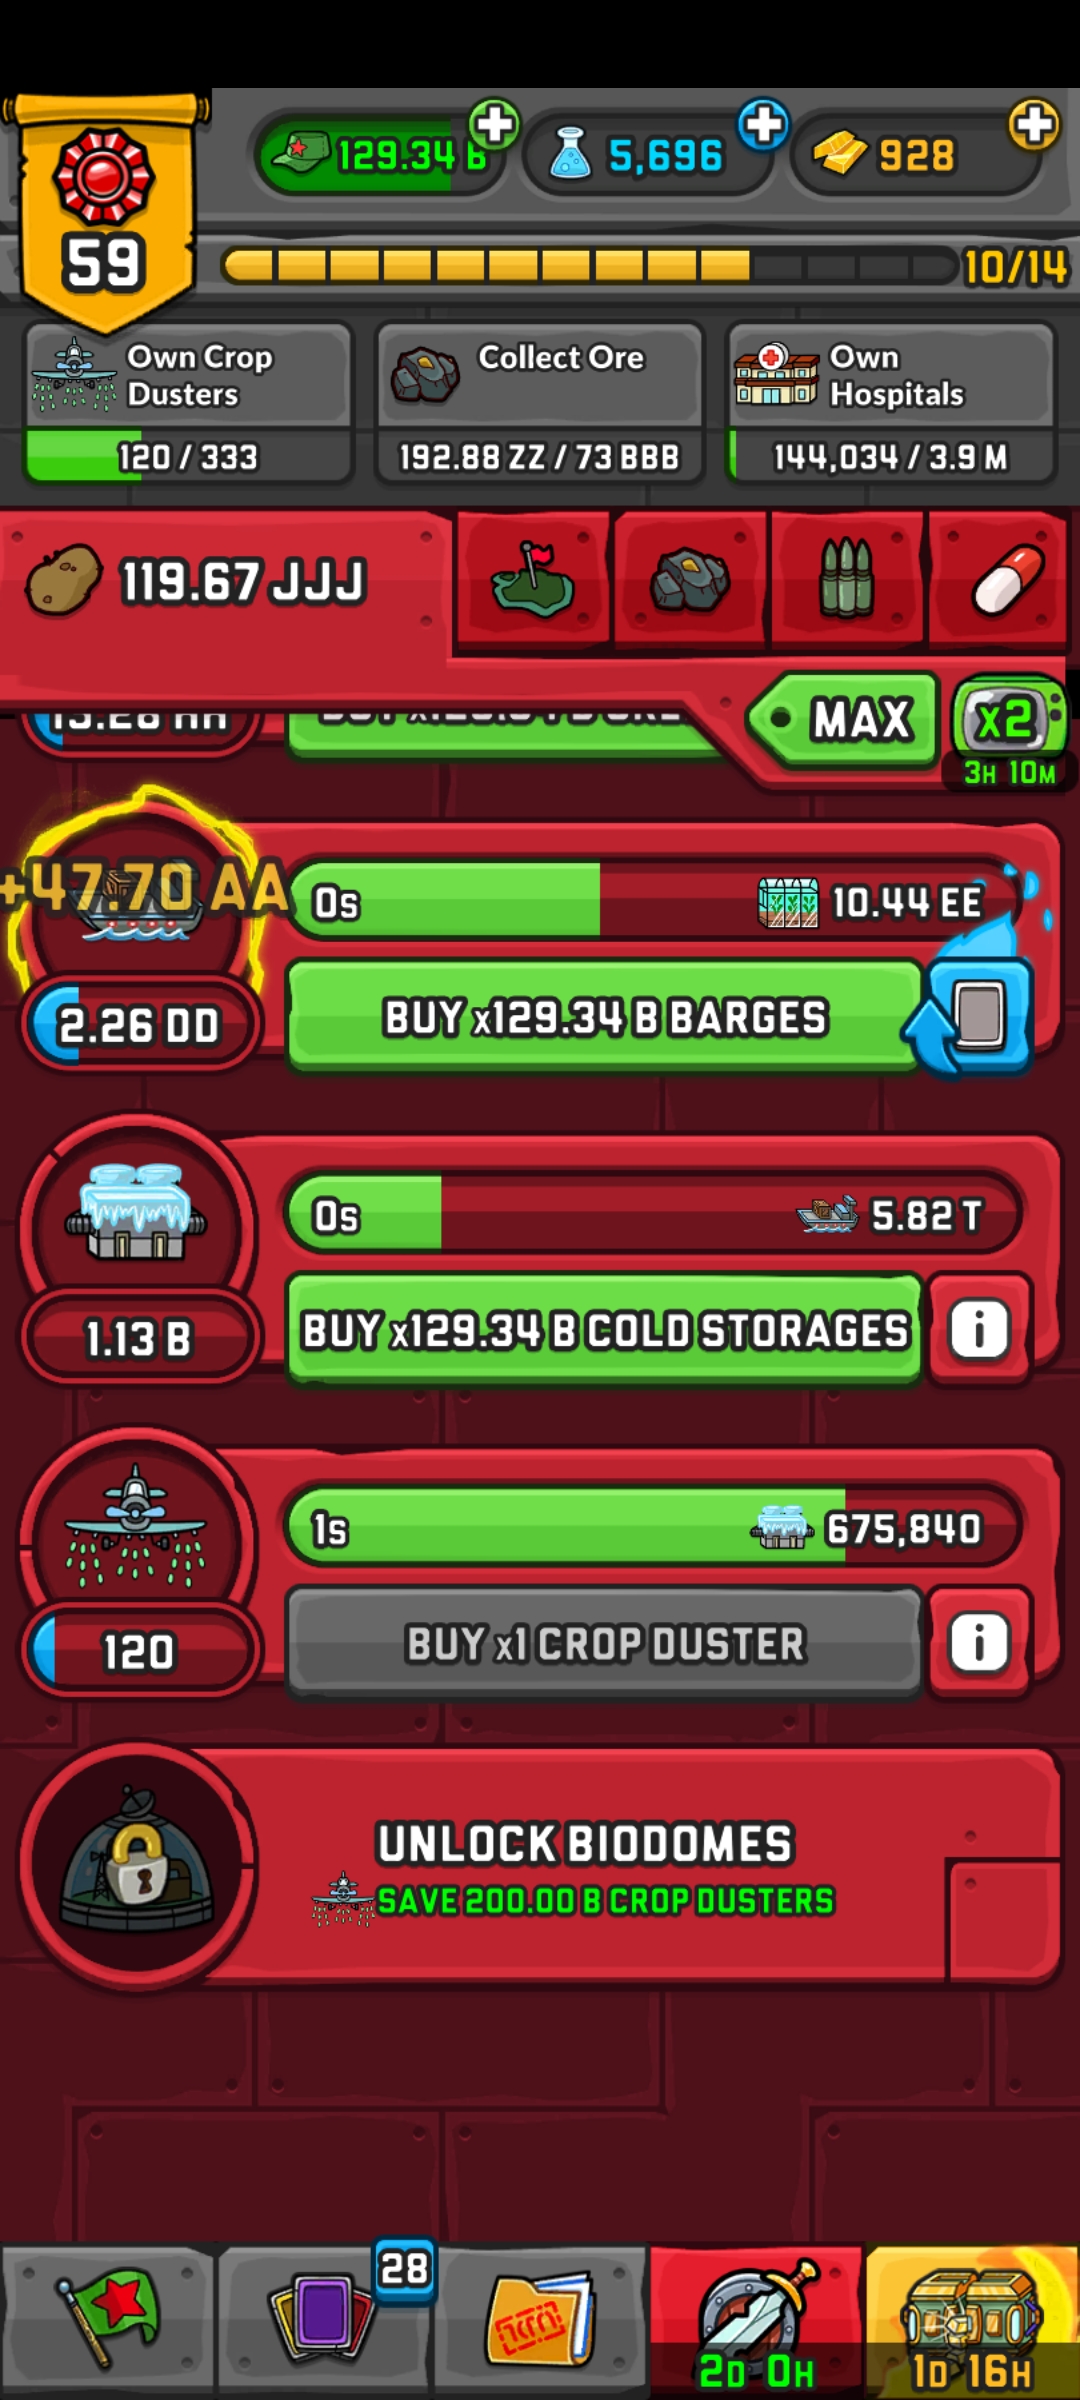 129.34 B
5,696
928
59
10/14
Own Crop
Dusters
120 / 333
Collect Ore
192.88 ZZ / 73 BBB
Own
Hospitals
144,034 / 3.9 M
119.67 JJJ
MAX
x2
3H 10M
+47.70 AA
0s
10.44 EE
2.26 DD
BUY x129.34 B BARGES
0s
5.82 T
1.13 B
BUY x129.34 B COLD STORAGES
i
1s
675,840
120
BUY x1 CROP DUSTER
i
UNLOCK BIODOMES
SAVE 200.00 B CROP DUSTERS
28
2D 0H
1D 16H